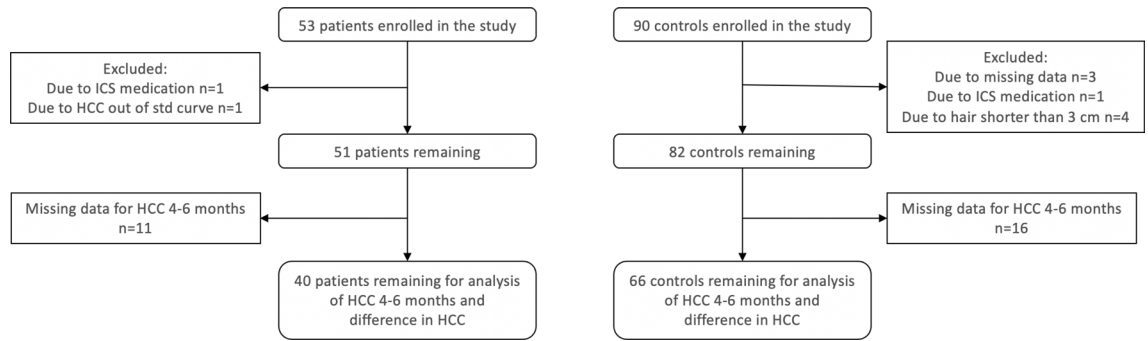 53 patients enrolled in the study
Excluded:
Due to ICS medication n=1
Due to HCC out of std curve n=1
51 patients remaining
Missing data for HCC 4-6 months
n=11
40 patients remaining for analysis
of HCC 4-6 months and
difference in HCC
90 controls enrolled in the study
Excluded:
Due to missing data n=3
Due to ICS medication n=1
Due to hair shorter than 3 cm n=4
82 controls remaining
Missing data for HCC 4-6 months
n=16
66 controls remaining for analysis
of HCC 4-6 months and
difference in HCC